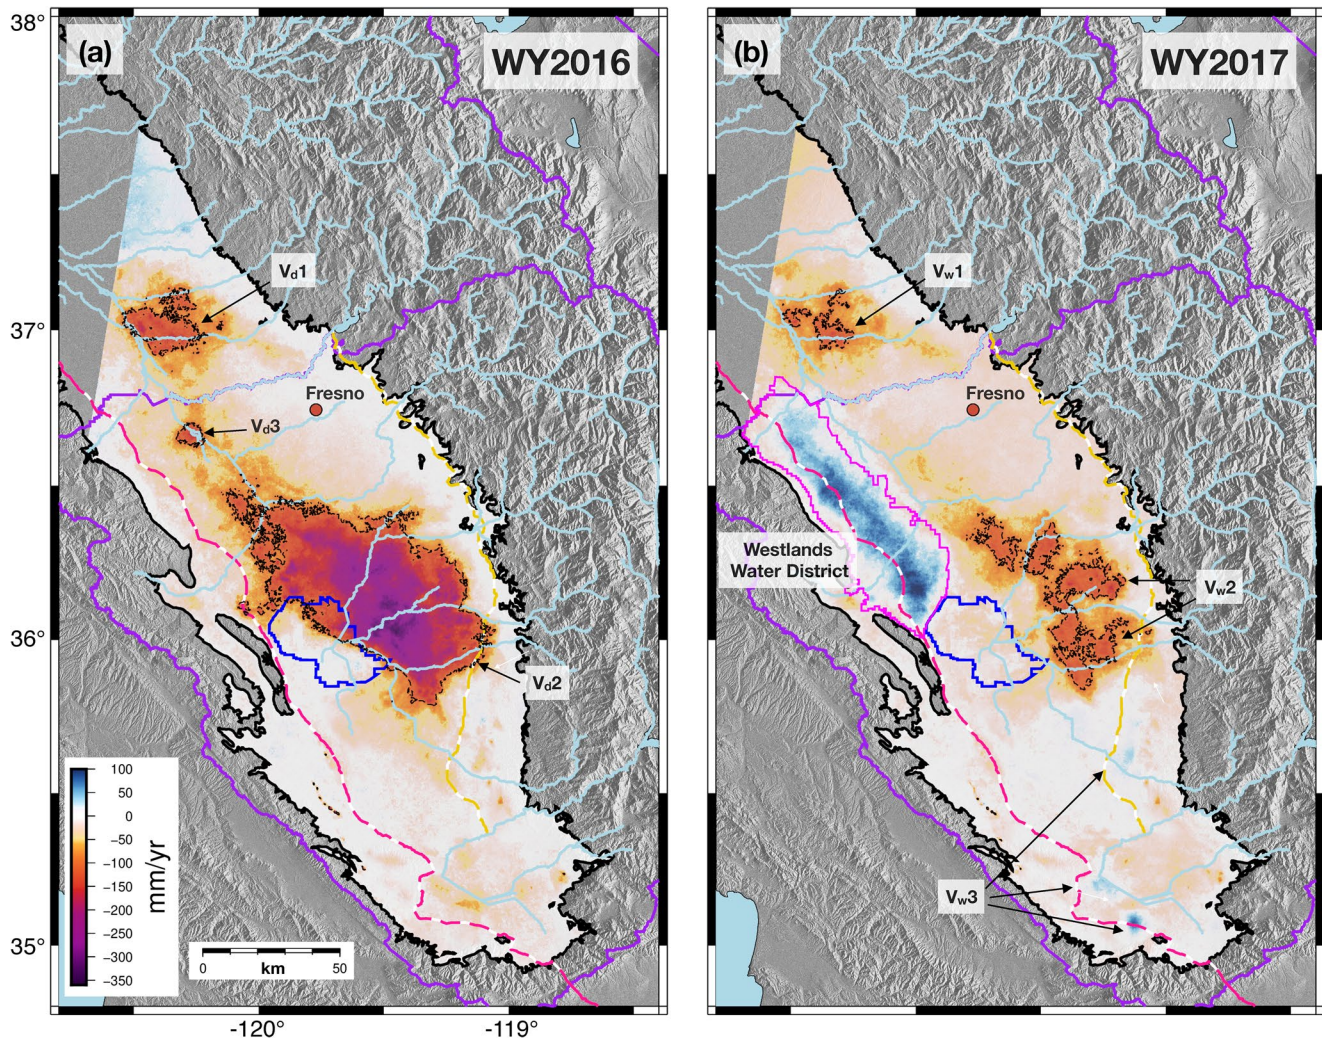 38°
(a)
WY2016
(b)
WY2017
Vd1
Vw1
37°
Fresno
Fresno
Vd3
Westlands
Water District
Vw2
36°
Vd2
100
50
0
−50
−100
−150
−200
−250
−300
−350
mm/yr
Vw3
35°
0
km
50
-120°
-119°